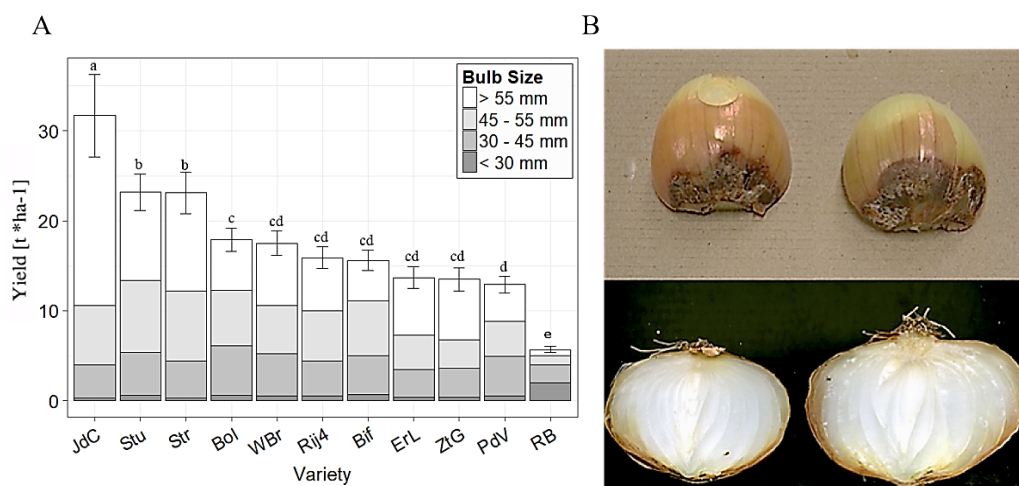 A
B
Yield [t *ha-1]
30
20
10
0
a
b
b
c
cd
cd
cd
cd
cd
d
e
Bulb Size
> 55 mm
45 - 55 mm
30 - 45 mm
< 30 mm
JdC
Stu
Str
Bol
WBr
Rij4
Bif
ErL
ZtG
PdV
RB
Variety